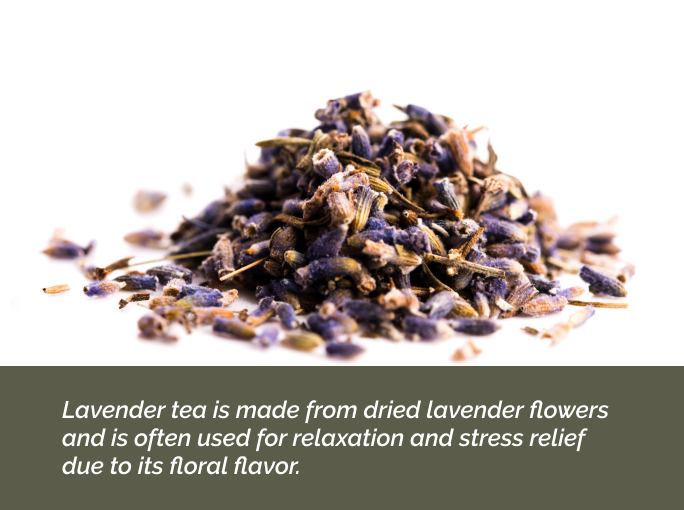 Lavender tea is made from dried lavender flowers
and is often used for relaxation and stress relief
due to its floral flavor.